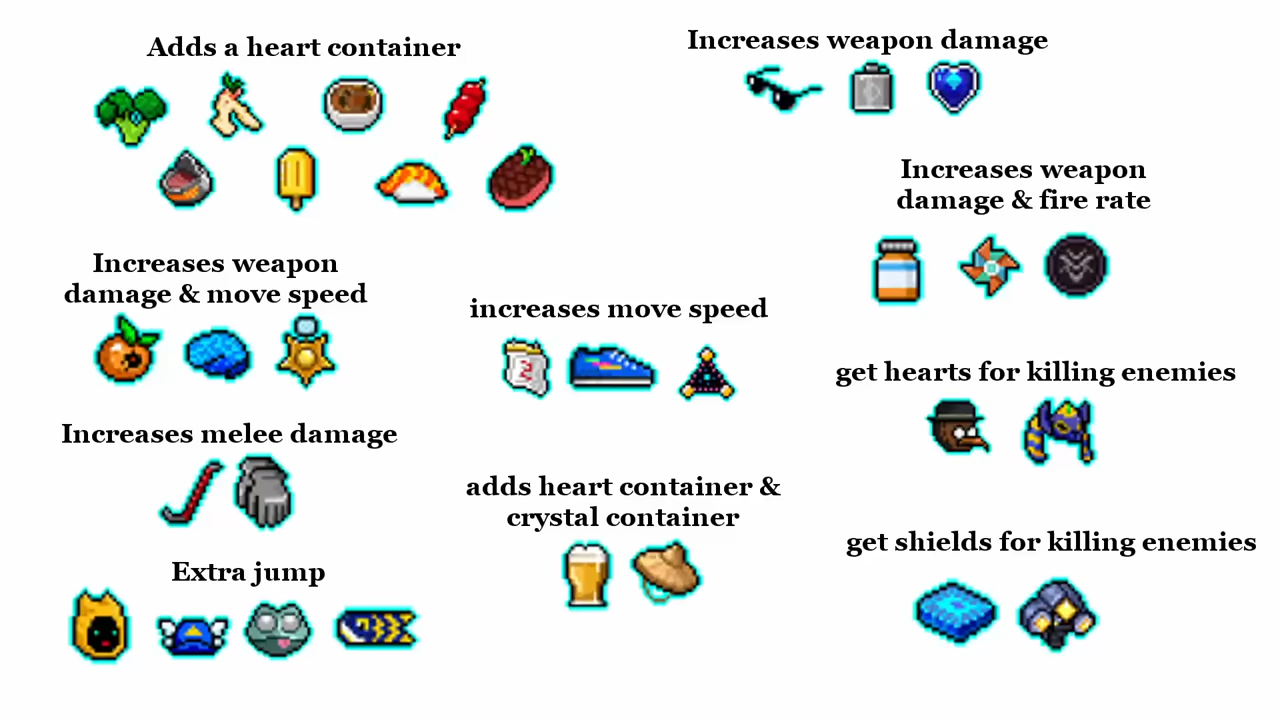 Adds a heart container
Increases weapon damage
Increases weapon
damage & fire rate
Increases weapon
damage & move speed
increases move speed
2
get hearts for killing enemies
Increases melee damage
adds heart container &
crystal container
get shields for killing enemies
Extra jump